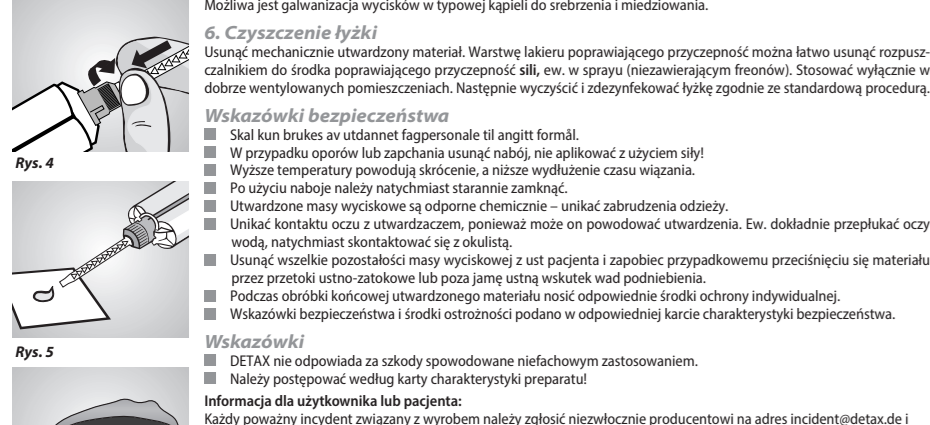 Możliwa jest galwanizacja wycisków w typowej kąpieli do srebrzenia i miedziowania.
6. Czyszczenie łyżki
Usunąć mechanicznie utwardzony materiał. Warstwę lakieru poprawiającego przyczepność można łatwo usunąć rozpusz-
czalnikiem do środka poprawiającego przyczepność sili, ew. w sprayu (niezawierającym freonów). Stosować wyłącznie w
dobrze wentylowanych pomieszczeniach. Następnie wyczyścić i zdezynfekować łyżkę zgodnie ze standardową procedurą.
Wskazówki bezpieczeństwa
Skal kun brukes av utdannet fagpersonale til angitt formål.
W przypadku oporów lub zapchania usunąć nabój, nie aplikować z użyciem siły!
Wyższe temperatury powodują skrócenie, a niższe wydłużenie czasu wiązania.
Po użyciu naboje należy natychmiast starannie zamknąć.
Utwardzone masy wyciskowe są odporne chemicznie – unikać zabrudzenia odzieży.
Unikać kontaktu oczu z utwardzaczem, ponieważ może on powodować utwardzenia. Ew. dokładnie przepłukać oczy
wodą, natychmiast skontaktować się z okulistą.
Usunąć wszelkie pozostałości masy wyciskowej z ust pacjenta i zapobiec przypadkowemu przeciśnięciu się materiału
przez przetoki ustno-zatokowe lub poza jamę ustną wskutek wad podniebienia.
Podczas obróbki końcowej utwardzonego materiału nosić odpowiednie środki ochrony indywidualnej.
Wskazówki bezpieczeństwa i środki ostrożności podano w odpowiedniej karcie charakterystyki bezpieczeństwa.
Wskazówki
DETAX nie odpowiada za szkody spowodowane niefachowym zastosowaniem.
Należy postępować według karty charakterystyki preparatu!
Informacja dla użytkownika lub pacjenta:
Każdy poważny incydent związany z wyrobem należy zgłosić niezwłocznie producentowi na adres incident@detax.de i
Rys. 4
Rys. 5